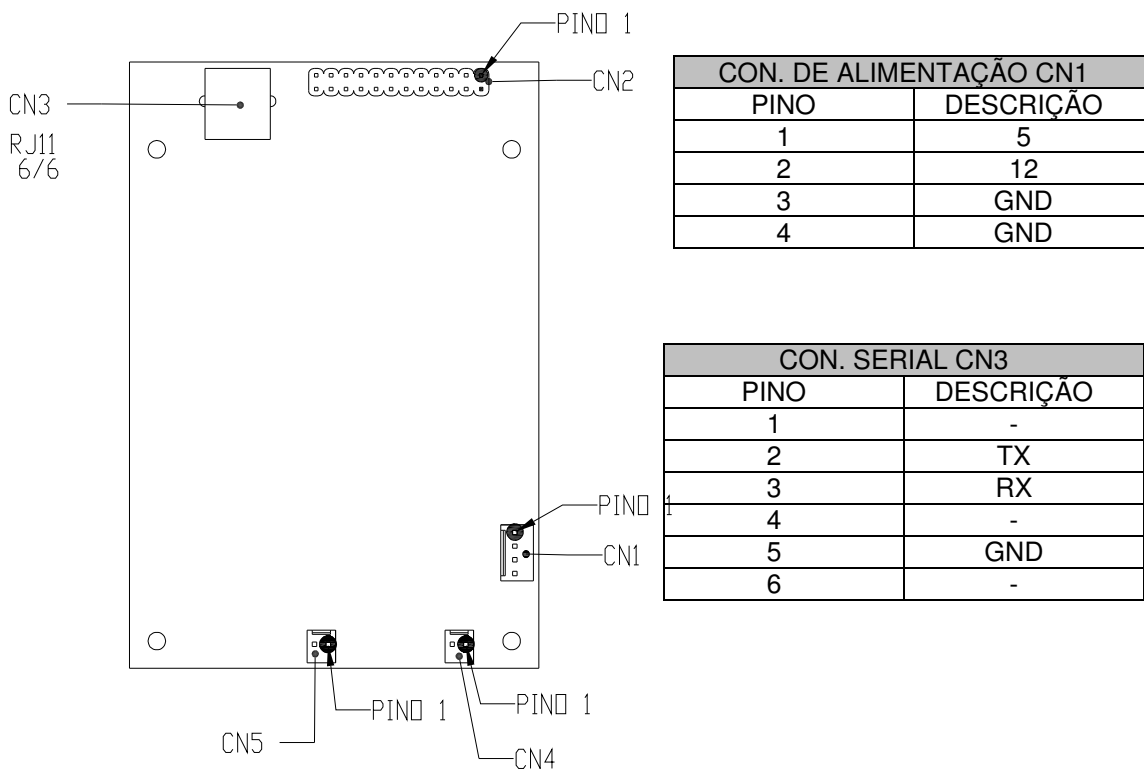 PINO 1
CN2
CN3
RJ11
6/6
CON. DE ALIMENTAÇÃO CN1
PINO DESCRIÇÃO
1 5
2 12
3 GND
4 GND
CON. SERIAL CN3
PINO DESCRIÇÃO
1 -
2 TX
3 RX
4 -
5 GND
6 -
PINO 1
CN1
PINO 1
PINO 1
CN5
CN4